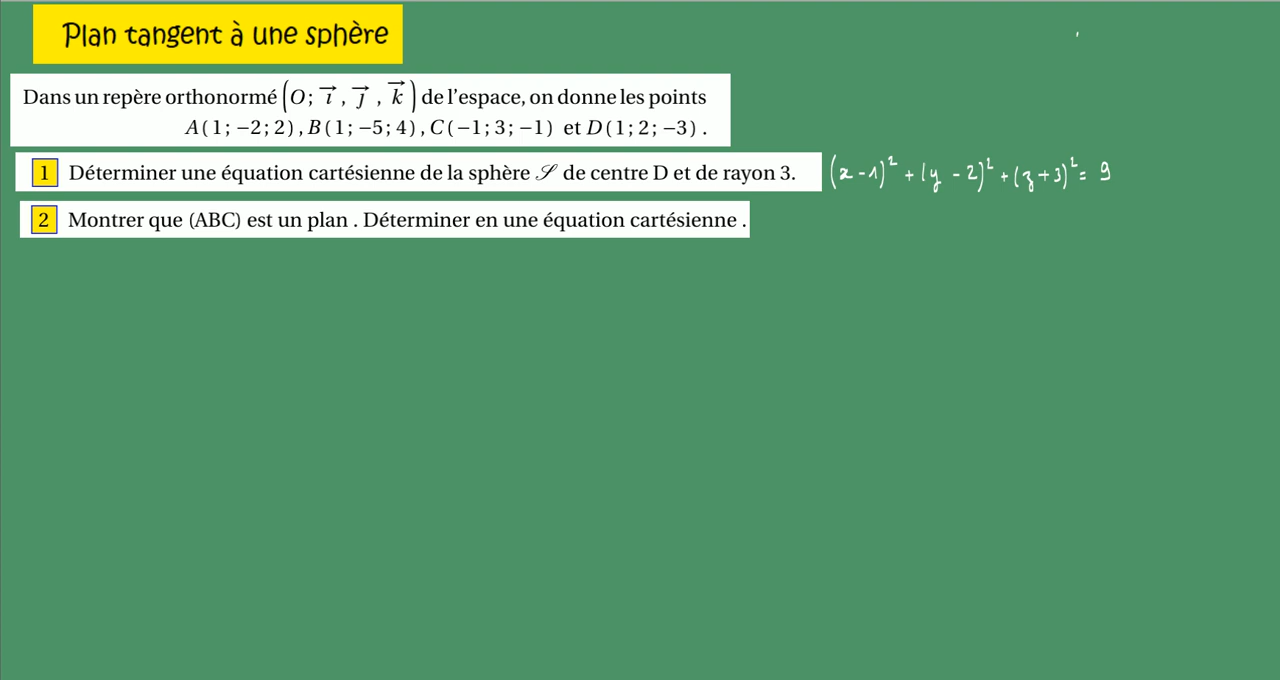 Plan tangent à une sphère
Dans un repère orthonormé (O; i⃗, j⃗, k⃗) de l'espace, on donne les points
A(1; −2; 2), B(1; −5; 4), C(−1; 3; −1) et D(1; 2; −3).
1 Déterminer une équation cartésienne de la sphère 𝒮 de centre D et de rayon 3. (x - 1)² + (y - 2)² + (z + 3)² = 9
2 Montrer que (ABC) est un plan . Déterminer en une équation cartésienne .